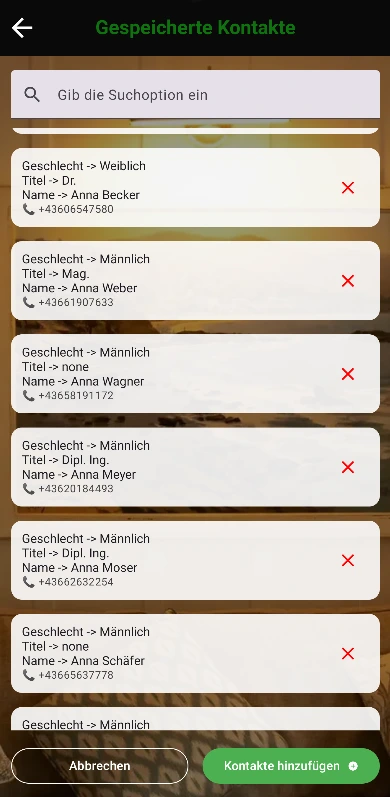 Gespeicherte Kontakte
Gib die Suchoption ein
Geschlecht -> Weiblich
Titel -> Dr.
Name -> Anna Becker
+43606547580
Geschlecht -> Männlich
Titel -> Mag.
Name -> Anna Weber
+43661907633
Geschlecht -> Männlich
Titel -> none
Name -> Anna Wagner
+43658191172
Geschlecht -> Männlich
Titel -> Dipl. Ing.
Name -> Anna Meyer
+43620184493
Geschlecht -> Männlich
Titel -> Dipl. Ing.
Name -> Anna Moser
+43662632254
Geschlecht -> Männlich
Titel -> none
Name -> Anna Schäfer
+43665637778
Geschlecht -> Männlich
Abbrechen
Kontakte hinzufügen